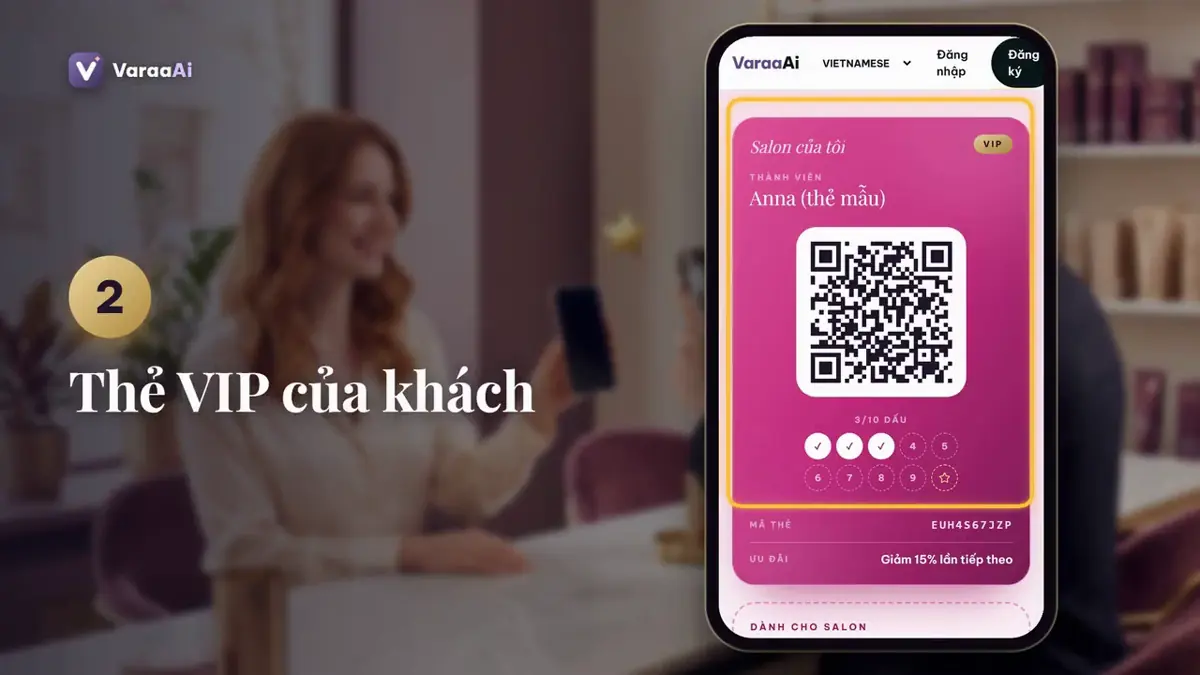 VaraaAi
2
Thẻ VIP của khách
VaraaAi
VIETNAMESE
Đăng nhập
Đăng ký
Salon của tôi
VIP
THÀNH VIÊN
Anna (thẻ mẫu)
3/10 DẤU
4 5
6 7 8 9
MÃ THẺ EUH4S67JZP
ƯU ĐÃI Giảm 15% lần tiếp theo
DÀNH CHO SALON